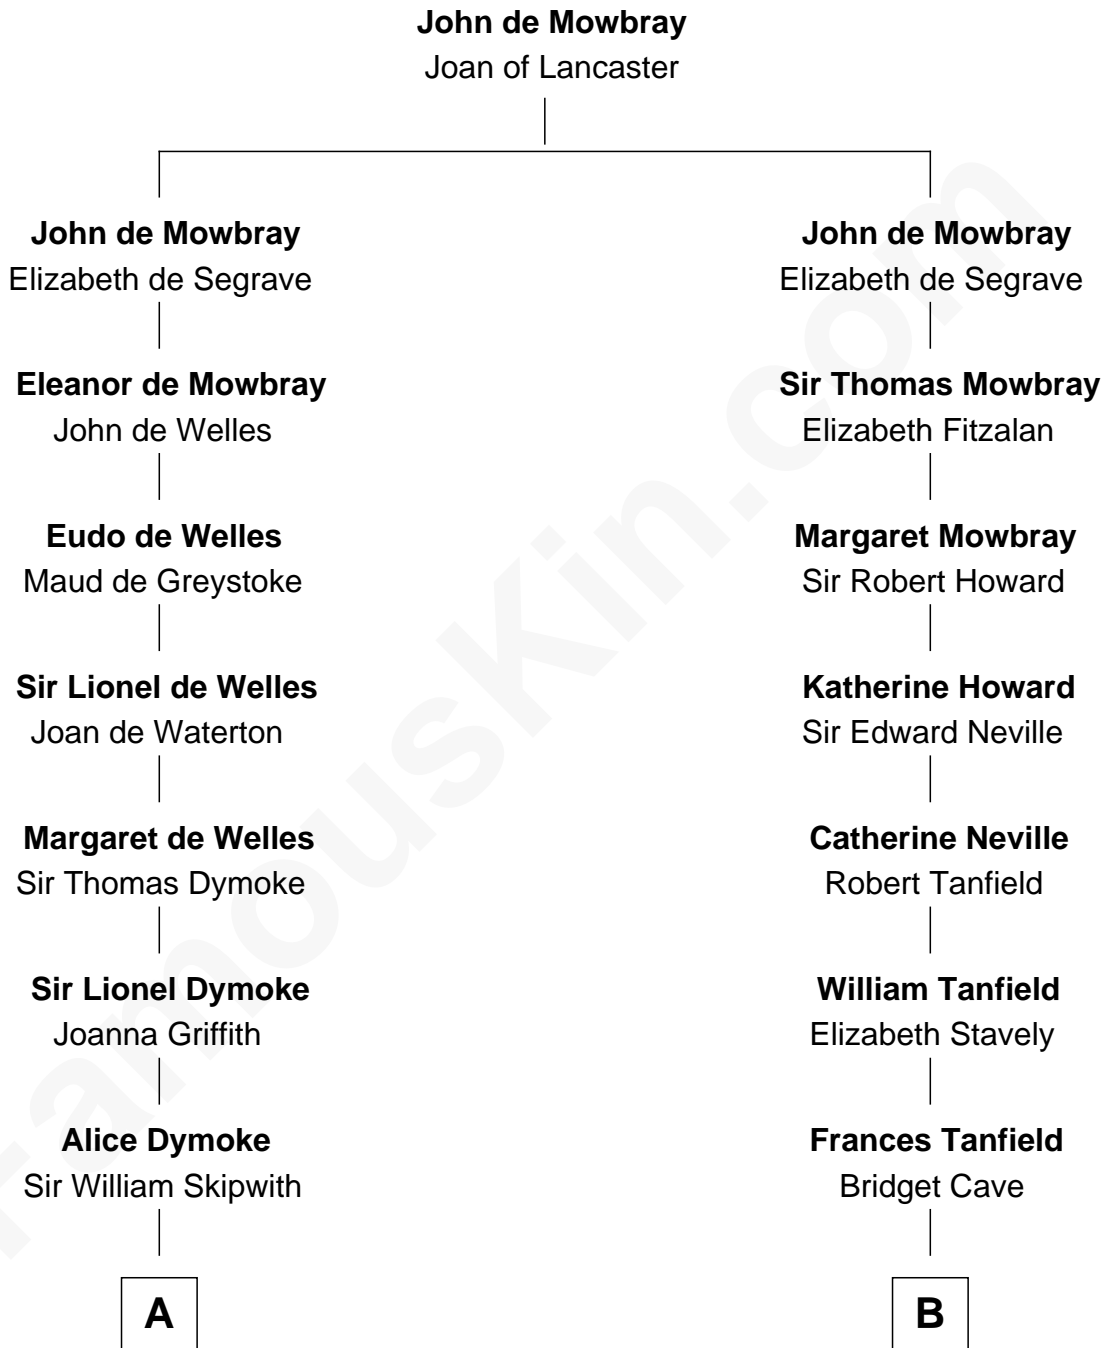 John de Mowbray
Joan of Lancaster
John de Mowbray
Elizabeth de Segrave
Eleanor de Mowbray
John de Welles
Eudo de Welles
Maud de Greystoke
Sir Lionel de Welles
Joan de Waterton
Margaret de Welles
Sir Thomas Dymoke
Sir Lionel Dymoke
Joanna Griffith
Alice Dymoke
Sir William Skipwith
A
John de Mowbray
Elizabeth de Segrave
Sir Thomas Mowbray
Elizabeth Fitzalan
Margaret Mowbray
Sir Robert Howard
Katherine Howard
Sir Edward Neville
Catherine Neville
Robert Tanfield
William Tanfield
Elizabeth Stavely
Frances Tanfield
Bridget Cave
B
FamousKin.com